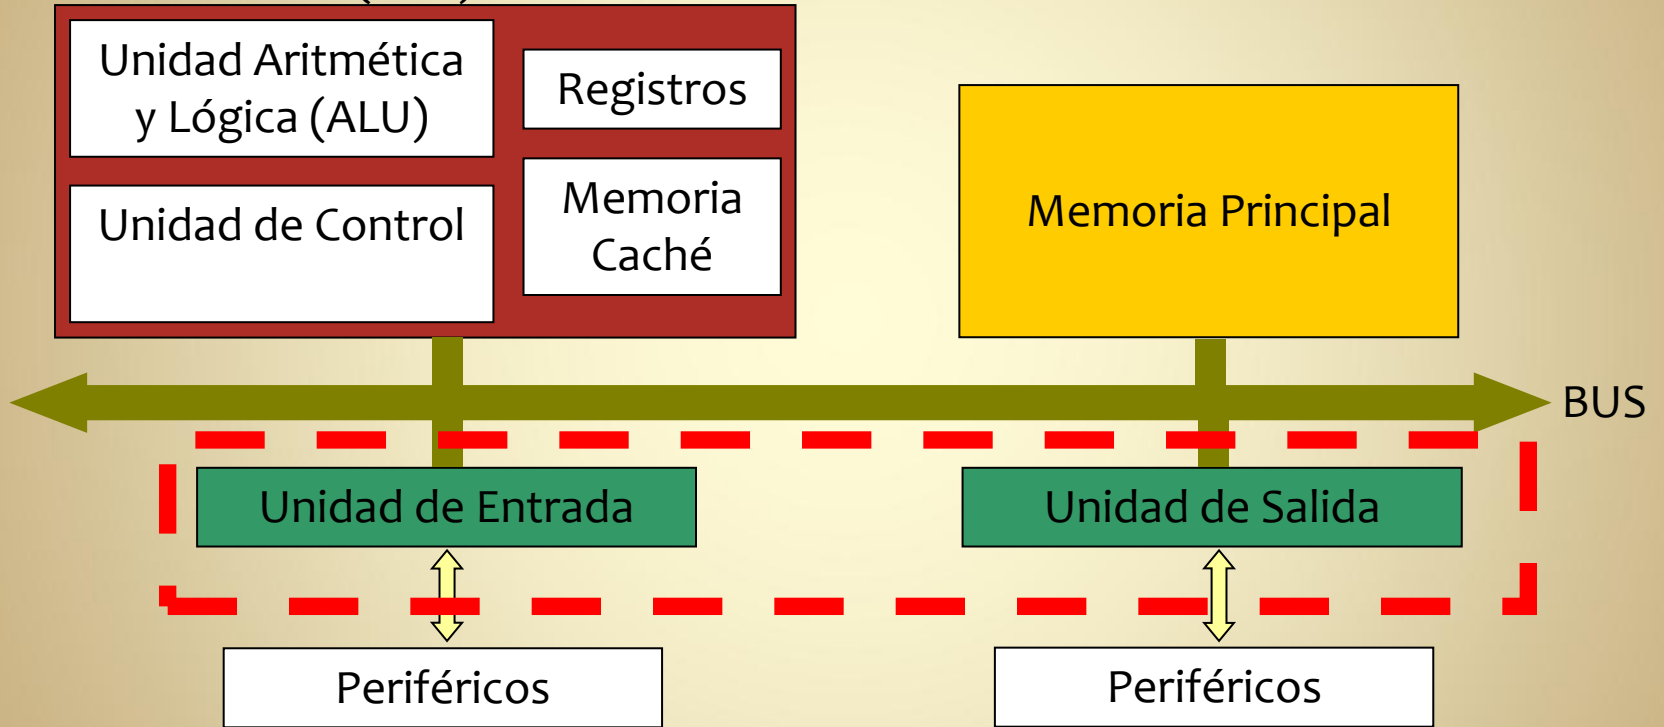 Unidad Aritmética
y Lógica (ALU)
Registros
Unidad de Control
Memoria
Caché
Memoria Principal
BUS
Unidad de Entrada
Unidad de Salida
Periféricos
Periféricos